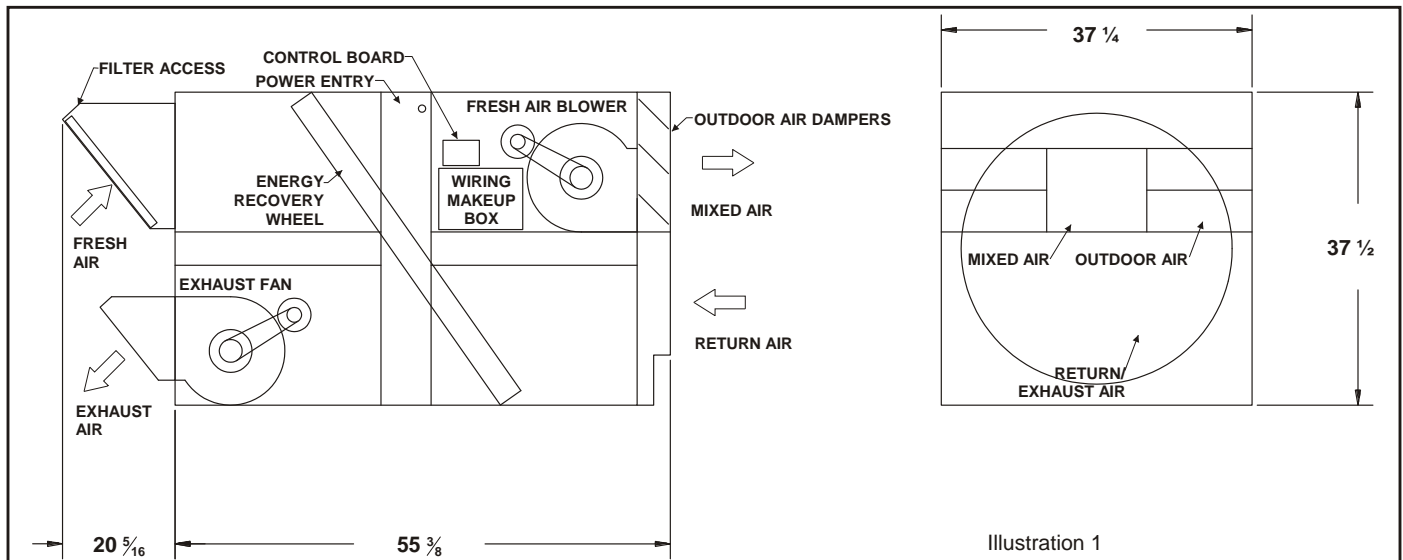 37 ¼
CONTROL BOARD
FILTER ACCESS
POWER ENTRY
FRESH AIR BLOWER
OUTDOOR AIR DAMPERS
ENERGY
RECOVERY
WHEEL
WIRING
MAKEUP
BOX
MIXED AIR
FRESH
AIR
MIXED AIR
OUTDOOR AIR
37 ½
EXHAUST FAN
RETURN AIR
RETURN/
EXHAUST AIR
EXHAUST
AIR
20 5⁄16
55 ⅜
Illustration 1